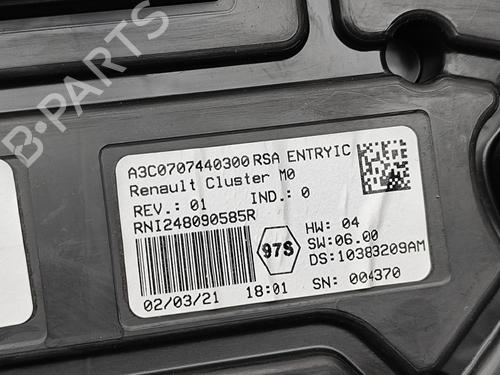 B-PARTS
A3C0707440300 RSA ENTRYIC
Renault Cluster M0
REV.: 01 IND.: 0
RNI248090585R
HW: 04
97S
SW:06.00
DS:10383209AM
02/03/21 18:01 SN: 004370